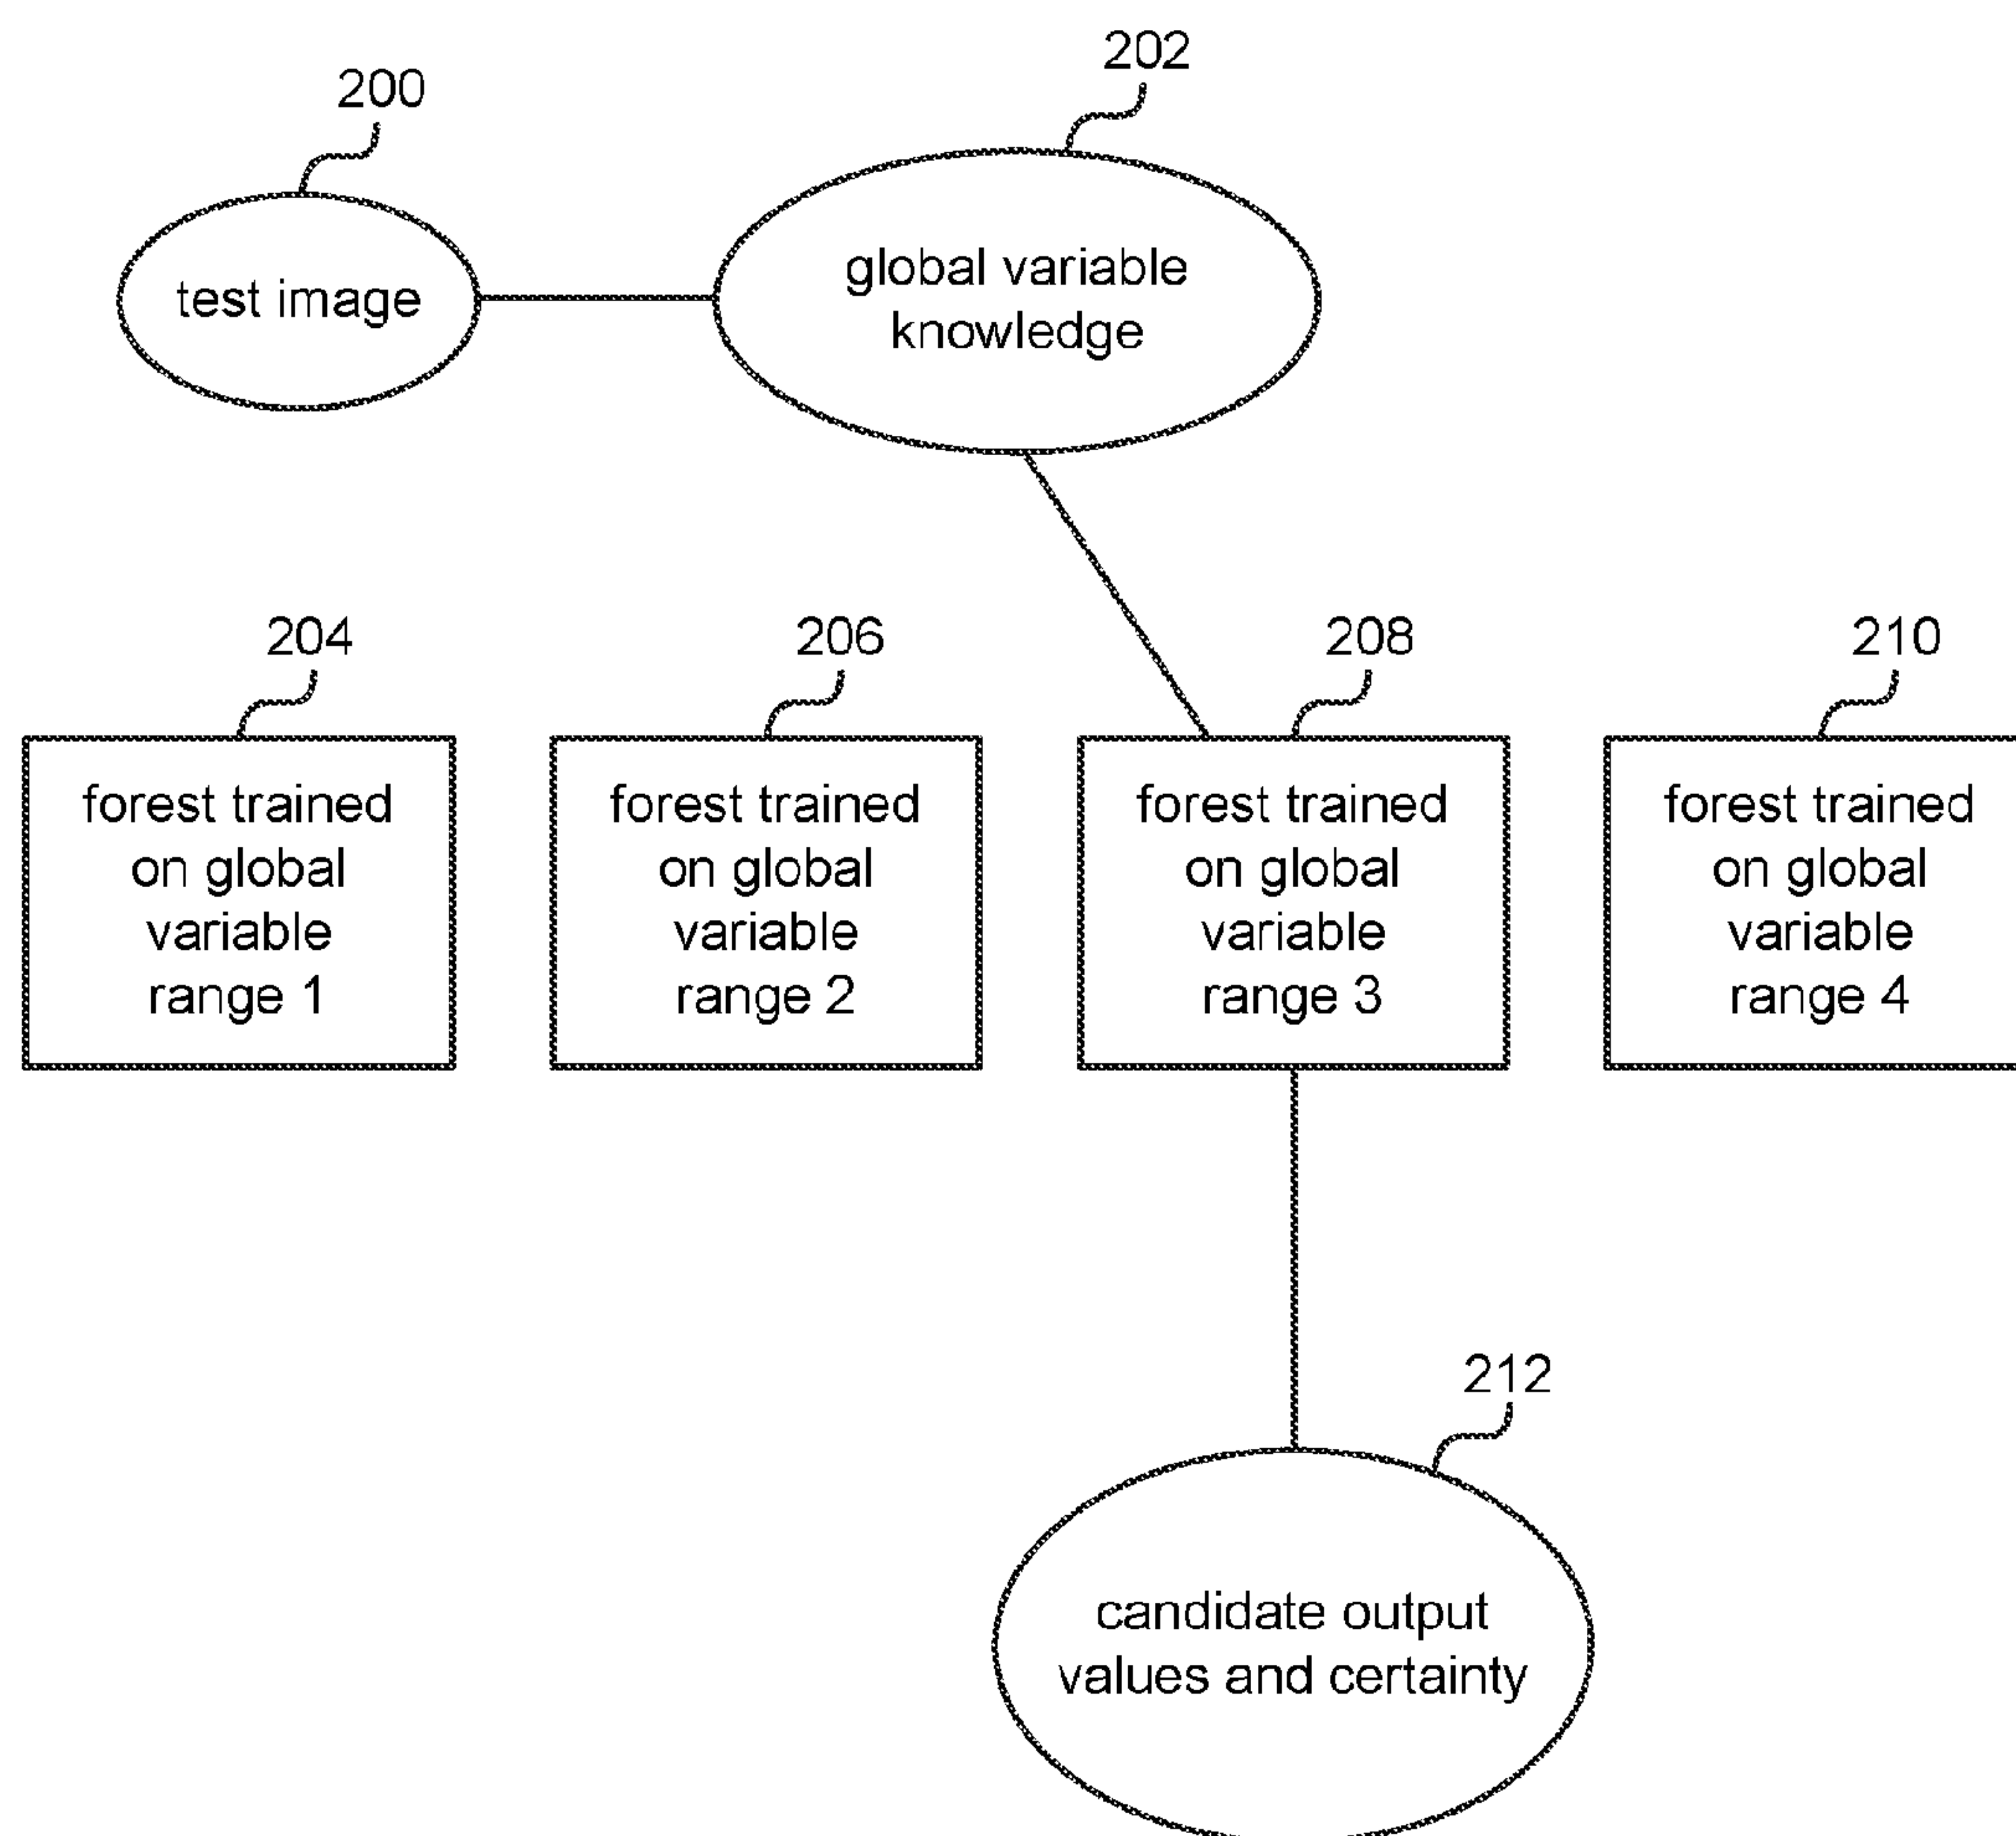 202
200
global variable
knowledge
test image
204
206
208
210
forest trained
on global
variable
range 1
forest trained
on global
variable
range 2
forest trained
on global
variable
range 3
forest trained
on global
variable
range 4
212
candidate output
values and certainty